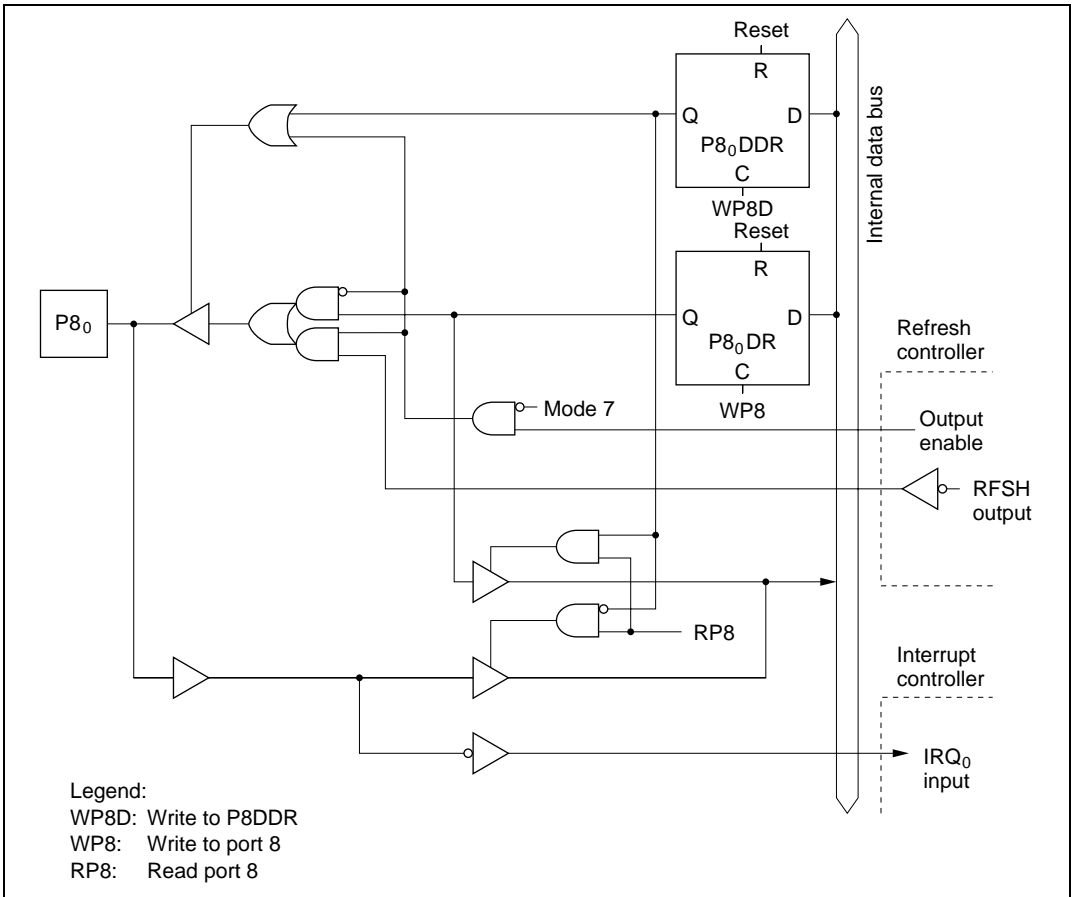 Reset
R
Q
D
P8₀DDR
C
WP8D
Internal data bus
Reset
R
Q
D
P8₀DR
C
WP8
P8₀
Refresh
controller
Mode 7
Output
enable
RFSH
output
RP8
Interrupt
controller
IRQ₀
input
Legend:
WP8D: Write to P8DDR
WP8: Write to port 8
RP8: Read port 8